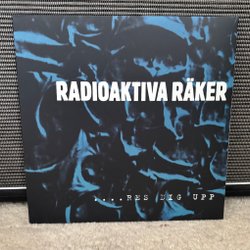 RADIOAKTIVA RÄKER
....RES DIG UPP